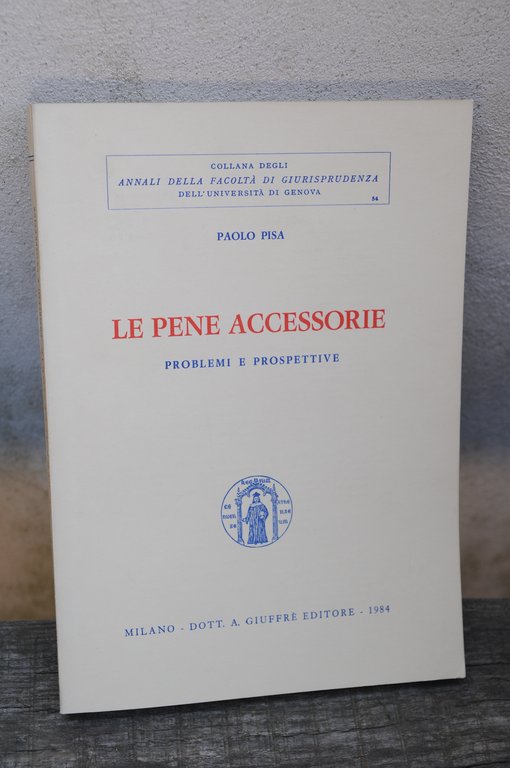 COLLANA DEGLI
ANNALI DELLA FACOLTÀ DI GIURISPRUDENZA
DELL'UNIVERSITÀ DI GENOVA
54
PAOLO PISA
LE PENE ACCESSORIE
PROBLEMI E PROSPETTIVE
MILANO - DOTT. A. GIUFFRÈ EDITORE - 1984